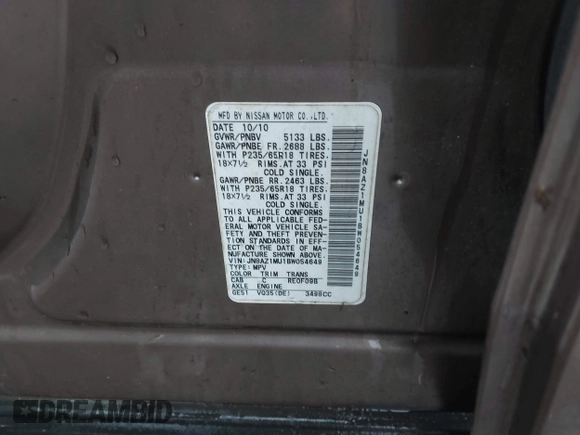 MFD BY NISSAN MOTOR CO.,LTD.
DATE 10/10
GVWR/PNBV 5133 LBS.
GAWR/PNBE FR. 2688 LBS.
WITH P235/65R18 TIRES.
18X7½ RIMS. AT 33 PSI
COLD SINGLE.
GAWR/PNBE RR. 2463 LBS.
WITH P235/65R18 TIRES.
18X7½ RIMS. AT 33 PSI
COLD SINGLE.
THIS VEHICLE CONFORMS
TO ALL APPLICABLE FED-
ERAL MOTOR VEHICLE SA-
FETY AND THEFT PREVEN-
TION STANDARDS IN EFF-
ECT ON THE DATE OF MA-
NUFACTURE SHOWN ABOVE.
VIN:JN8AZ1MU1BW054649
TYPE:MPV
COLOR TRIM TRANS
CAB C RE0F09B
AXLE ENGINE
GE51 VQ35(DE) 3498CC
JN8AZ1MU1BW054649
DREAMBID